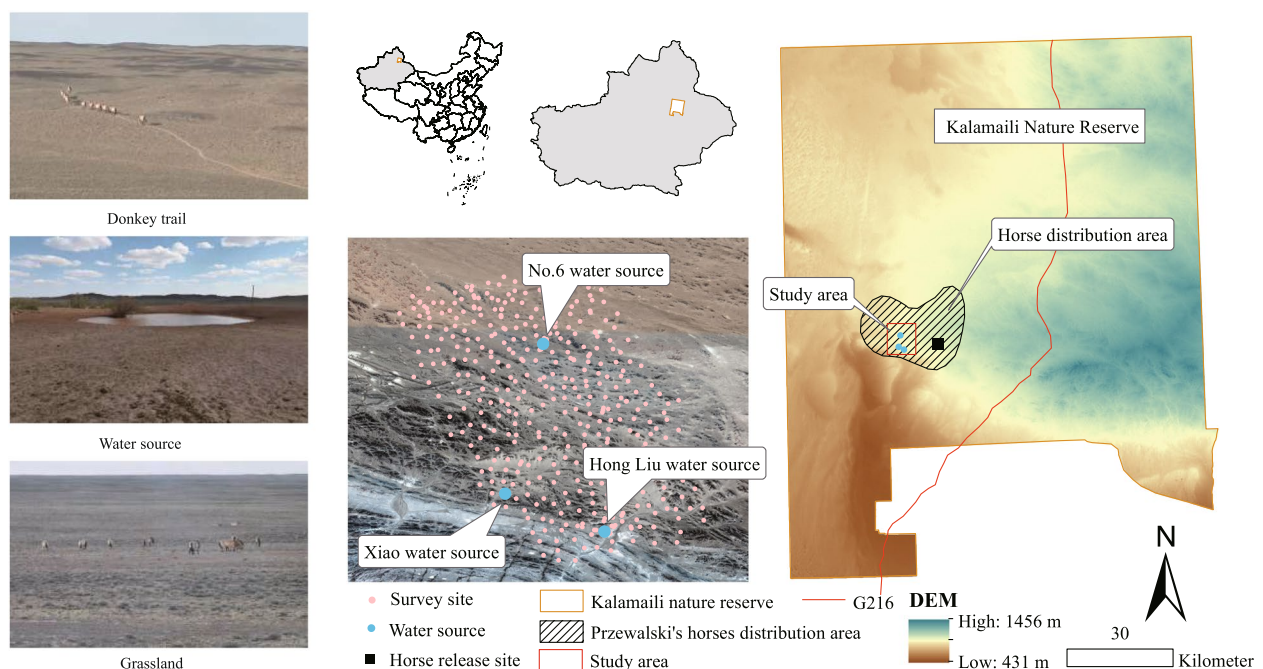 Donkey trail
Water source
Grassland
No.6 water source
Hong Liu water source
Xiao water source
Kalamaili Nature Reserve
Horse distribution area
Study area
Survey site
Water source
Horse release site
Kalamaili nature reserve
Przewalski's horses distribution area
Study area
G216
DEM
High: 1456 m
Low: 431 m
N
30
Kilometer